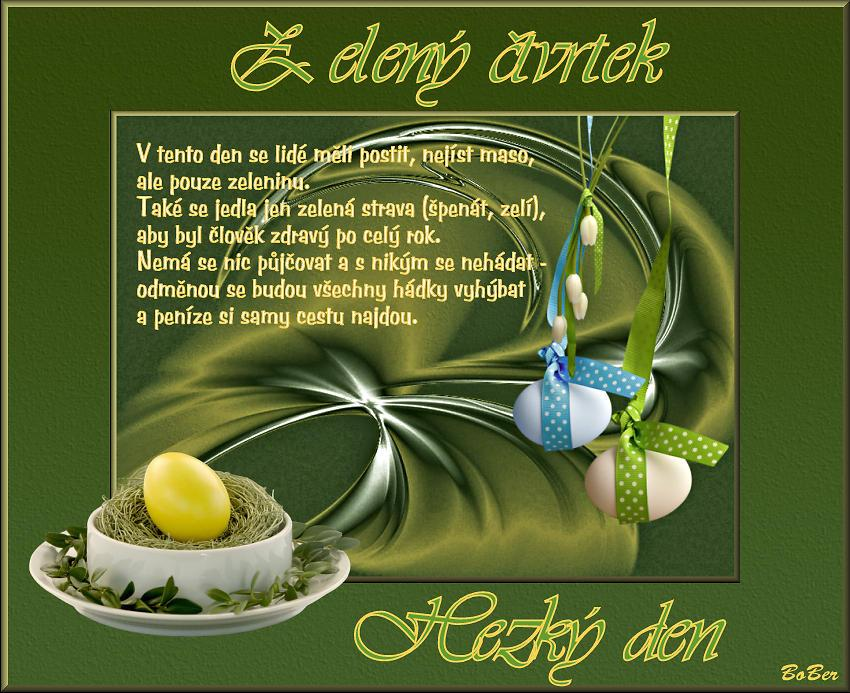 Zelený čtvrtek
V tento den se lidé měli postit, nejíst maso,
ale pouze zeleninu.
Také se jedla jen zelená strava (špenát, zelí),
aby byl člověk zdravý po celý rok.
Nemá se nic půjčovat a s nikým se nehádat -
odměnou se budou všechny hádky vyhýbat
a peníze si samy cestu najdou.
Hezký den
BoBer